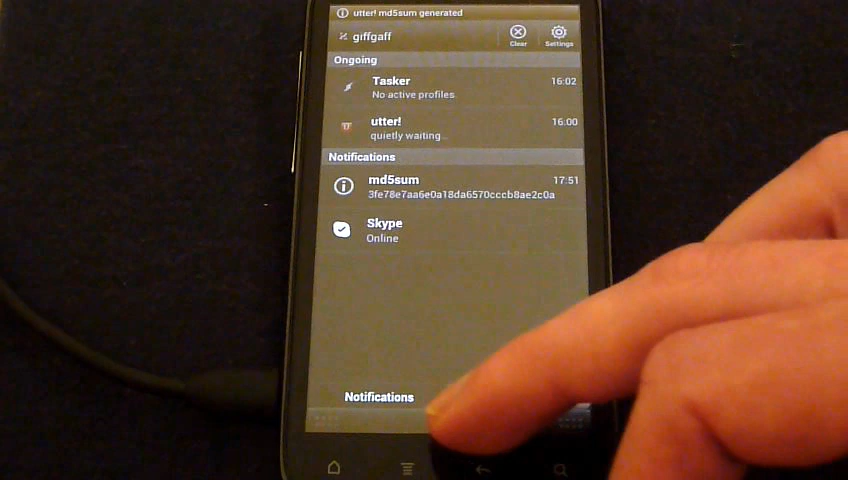 utter! md5sum generated
giffgaff
Clear
Settings
Ongoing
Tasker 16:02
No active profiles
utter! 16:00
quietly waiting...
Notifications
md5sum 17:51
3fe78e7aa6e0a18da6570cccb8ae2c0a
Skype
Online
Notifications